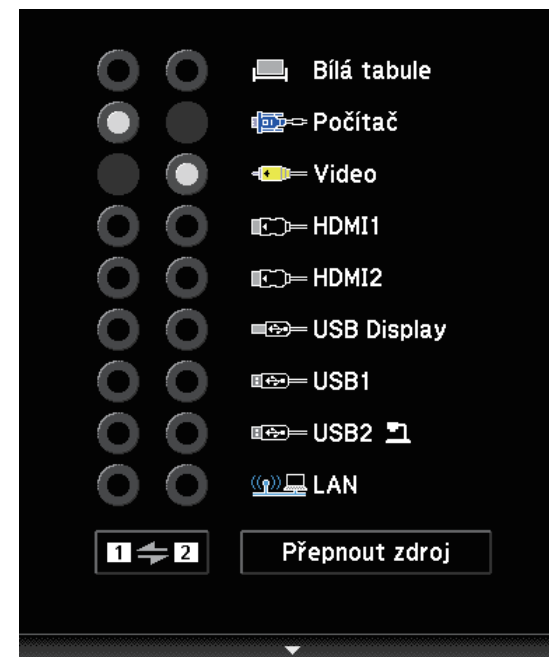 Bílá tabule
Počítač
Video
HDMI1
HDMI2
USB Display
USB1
USB2
LAN
1 2 Přepnout zdroj